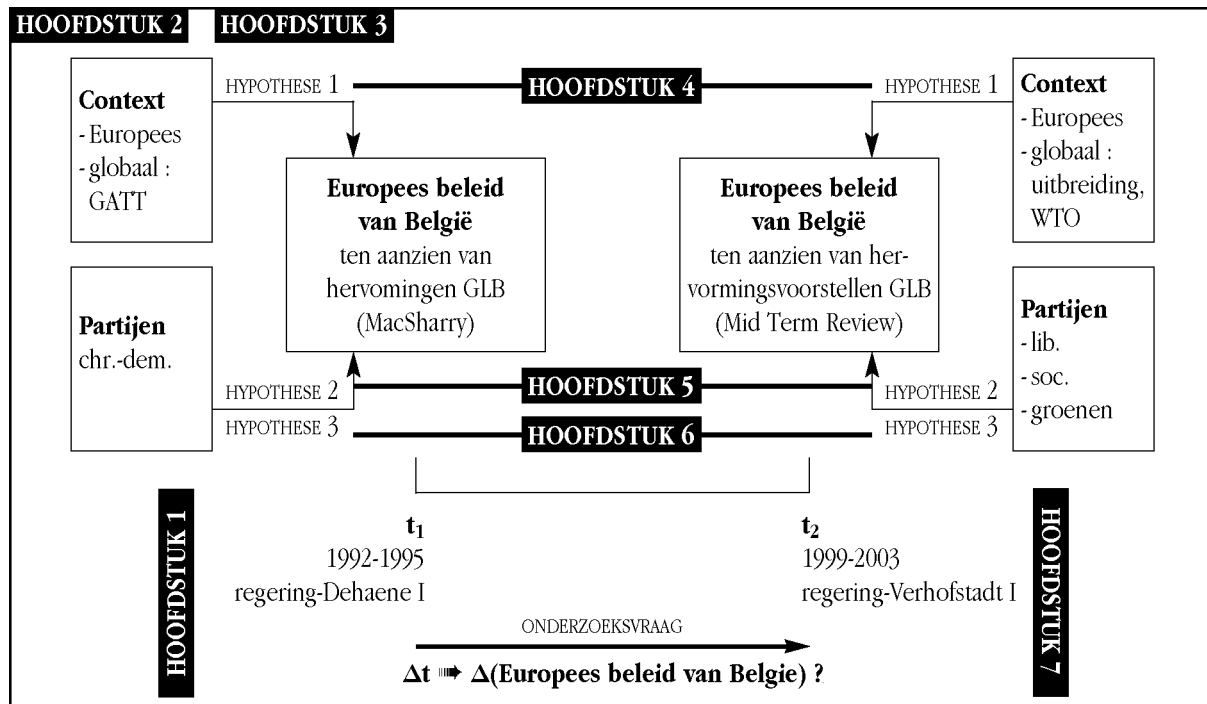 HOOFDSTUK 2
HOOFDSTUK 3
Context
- Europees
- globaal :
GATT
HYPOTHESE 1
HOOFDSTUK 4
HYPOTHESE 1
Context
- Europees
- globaal :
uitbreiding,
WTO
Europees beleid
van België
ten aanzien van
hervomingen GLB
(MacSharry)
Europees beleid
van België
ten aanzien van her-
vormingsvoorstellen GLB
(Mid Term Review)
Partijen
chr.-dem.
Partijen
- lib.
- soc.
- groenen
HYPOTHESE 2
HOOFDSTUK 5
HYPOTHESE 2
HYPOTHESE 3
HOOFDSTUK 6
HYPOTHESE 3
HOOFDSTUK 1
t1
1992-1995
regering-Dehaene I
t2
1999-2003
regering-Verhofstadt I
HOOFDSTUK 7
ONDERZOEKSVRAAG
Δt ➠ Δ(Europees beleid van Belgie) ?